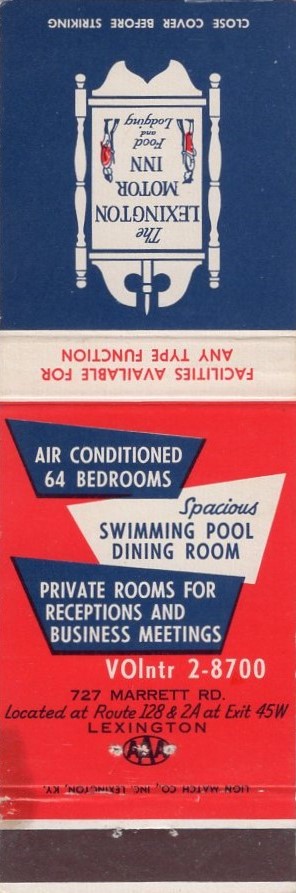 CLOSE COVER BEFORE STRIKING
The
LEXINGTON
MOTOR
INN
Food
and
Lodging
FACILITIES AVAILABLE FOR
ANY TYPE FUNCTION
AIR CONDITIONED
64 BEDROOMS
Spacious
SWIMMING POOL
DINING ROOM
PRIVATE ROOMS FOR
RECEPTIONS AND
BUSINESS MEETINGS
VOlntr 2-8700
727 MARRETT RD.
Located at Route 128 & 2A at Exit 45W
LEXINGTON
AAA
LION MATCH CO., INC. LEXINGTON, KY.